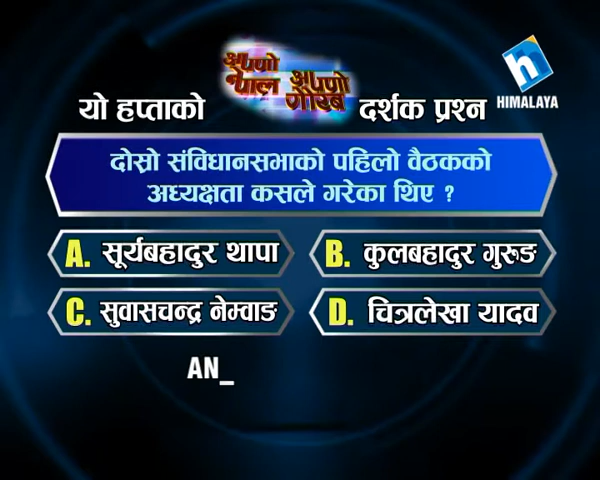 आफ्नो नेपाल आफ्नो गौरब
HIMALAYA
यो हप्ताको दर्शक प्रश्न
दोस्रो संविधानसभाको पहिलो वैठकको
अध्यक्षता कसले गरेका थिए ?
A. सूर्यबहादुर थापा
B. कुलबहादुर गुरुङ
C. सुवासचन्द्र नेम्वाङ
D. चित्रलेखा यादव
AN_